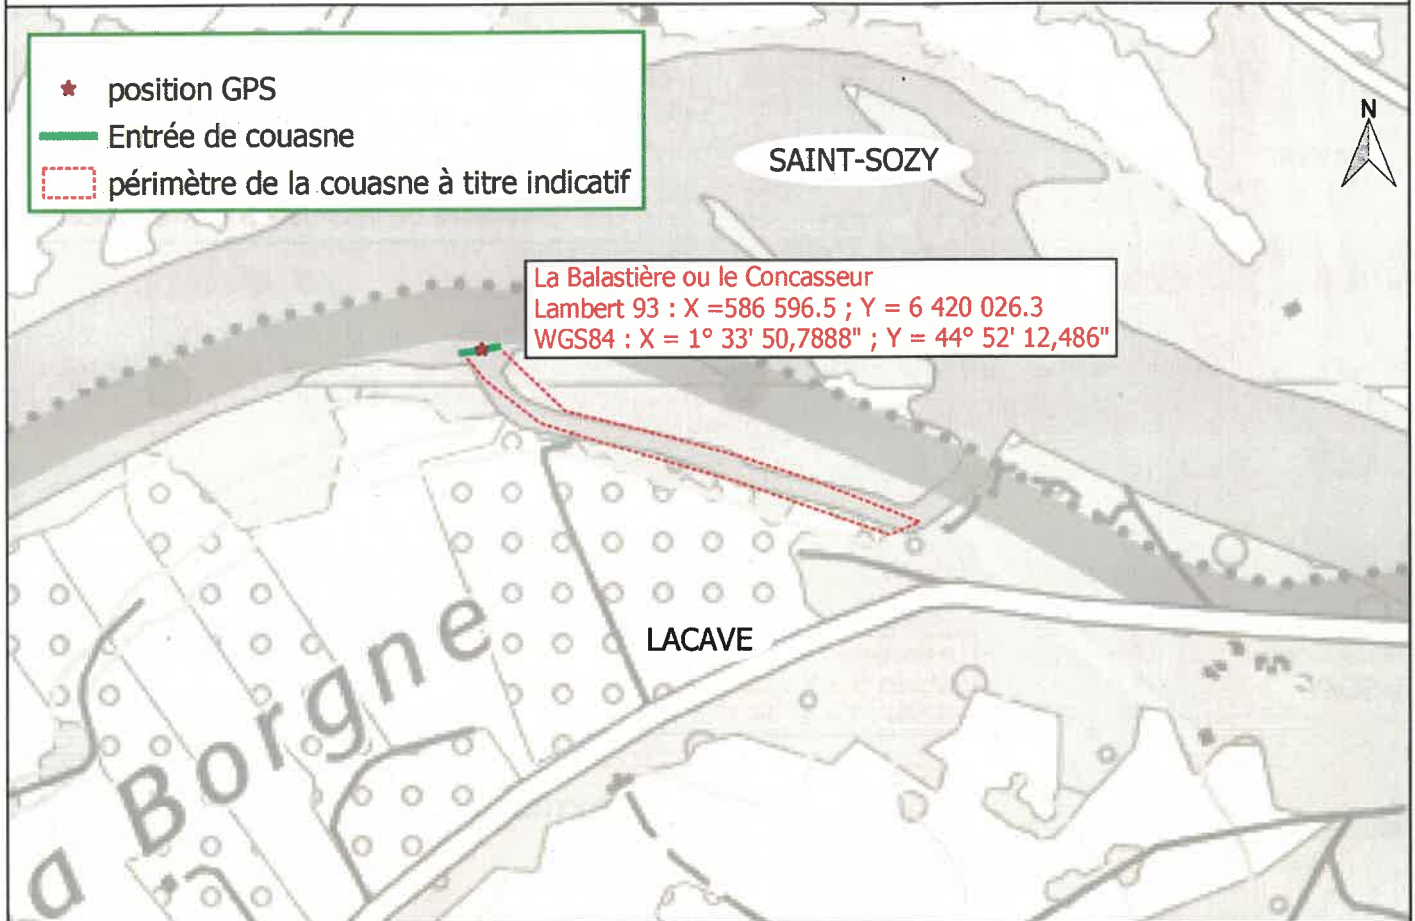 position GPS
Entrée de couasne
périmètre de la couasne à titre indicatif
N
SAINT-SOZY
La Balastière ou le Concasseur
Lambert 93 : X =586 596.5 ; Y = 6 420 026.3
WGS84 : X = 1° 33' 50,7888" ; Y = 44° 52' 12,486"
LACAVE
a Borgne